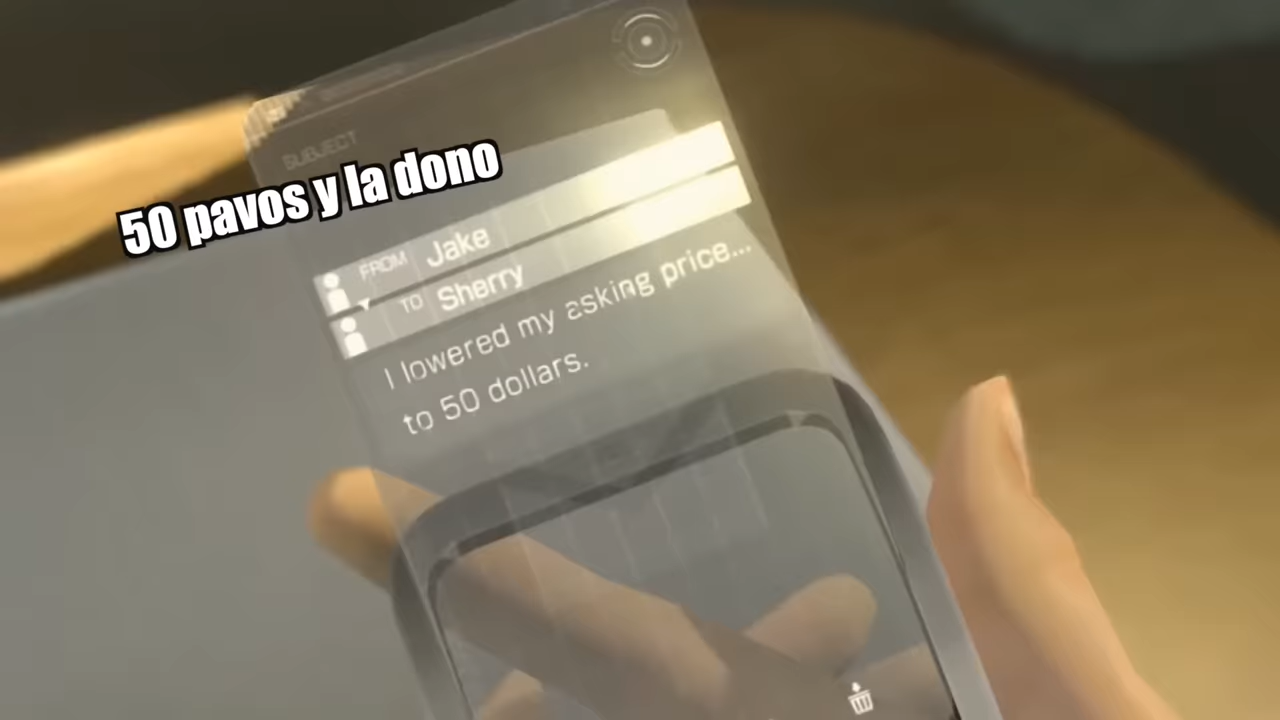 SUBJECT
50 pavos y la dono
FROM Jake
TO Sherry
I lowered my asking price...
to 50 dollars.